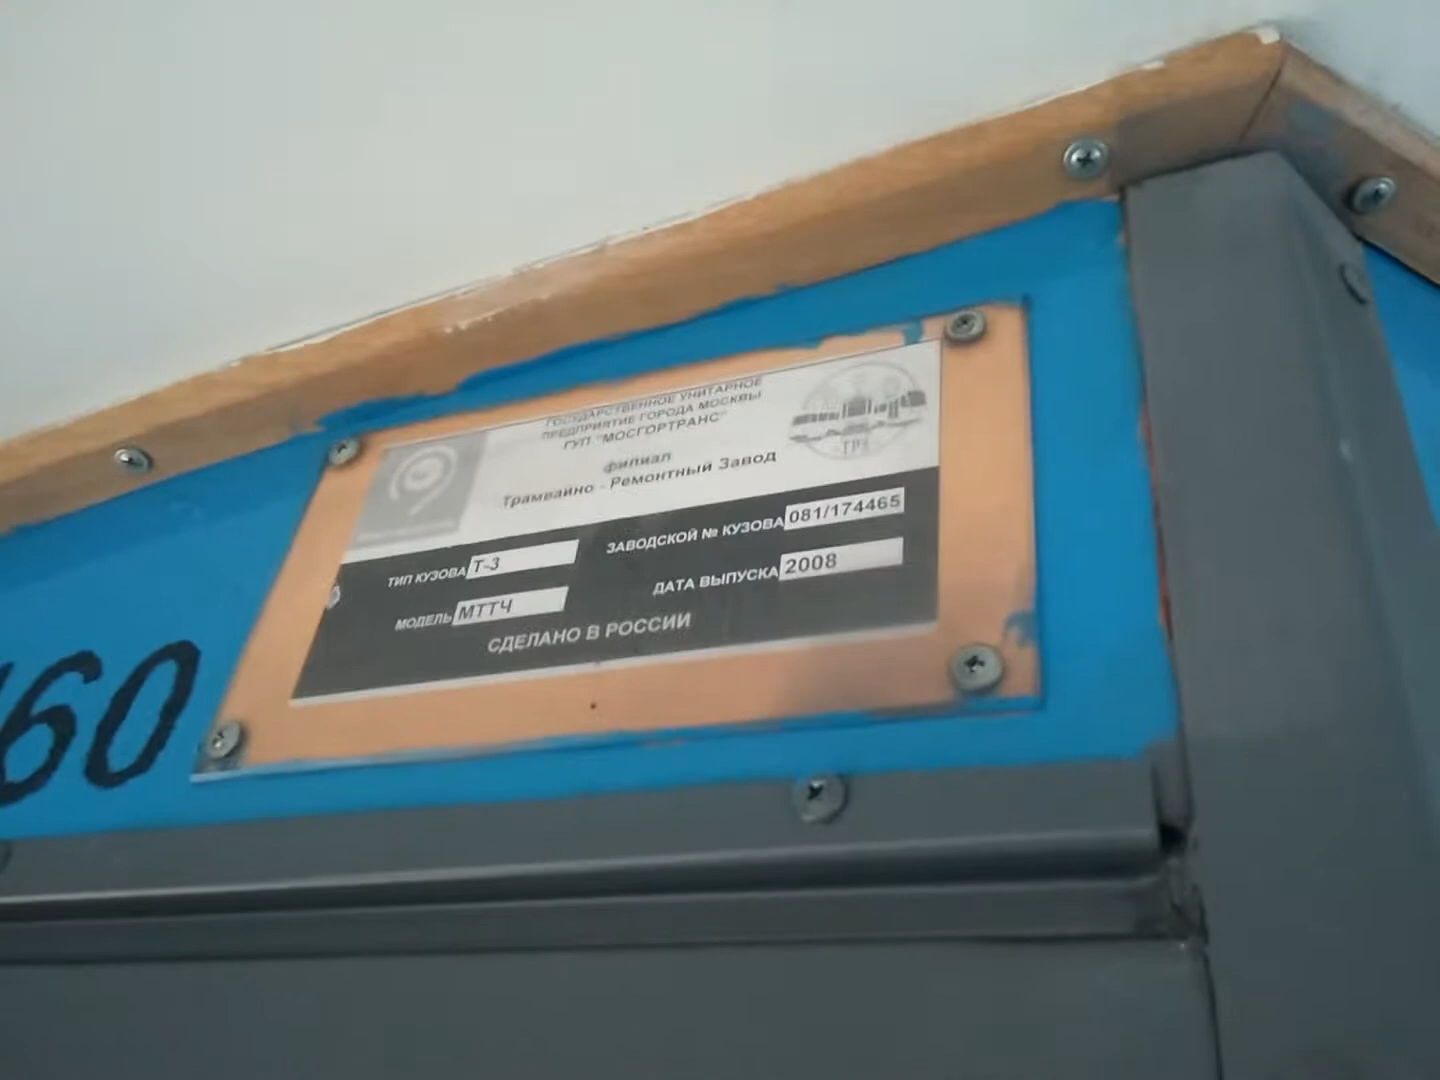 ГОСУДАРСТВЕННОЕ УНИТАРНОЕ
ПРЕДПРИЯТИЕ ГОРОДА МОСКВЫ
ГУП "МОСГОРТРАНС"
филиал
Трамвайно - Ремонтный Завод
ТРЗ
ТИП КУЗОВА Т-3
ЗАВОДСКОЙ № КУЗОВА 081/174465
МОДЕЛЬ МТТЧ
ДАТА ВЫПУСКА 2008
СДЕЛАНО В РОССИИ
60